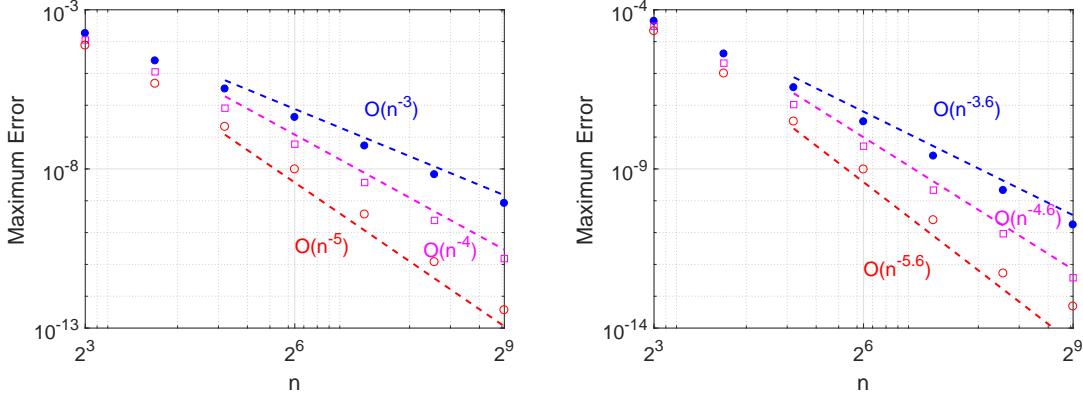 10^-3
10^-8
10^-13
Maximum Error
O(n^-3)
O(n^-4)
O(n^-5)
2^3
2^6
2^9
n
10^-4
10^-9
10^-14
Maximum Error
O(n^-3.6)
O(n^-4.6)
O(n^-5.6)
2^3
2^6
2^9
n